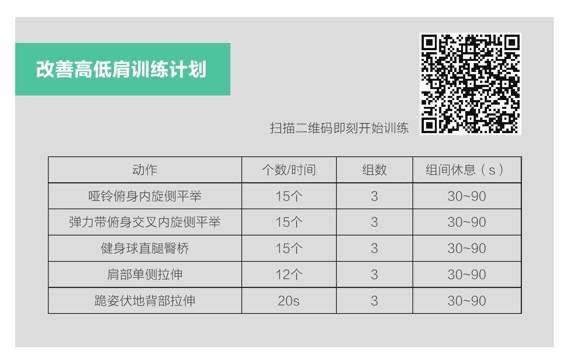 改善高低肩训练计划
扫描二维码即刻开始训练
动作 个数/时间 组数 组间休息（s）
哑铃俯身内旋侧平举 15个 3 30~90
弹力带俯身交叉内旋侧平举 15个 3 30~90
健身球直腿臀桥 15个 3 30~90
肩部单侧拉伸 12个 3 30~90
跪姿伏地背部拉伸 20s 3 30~90